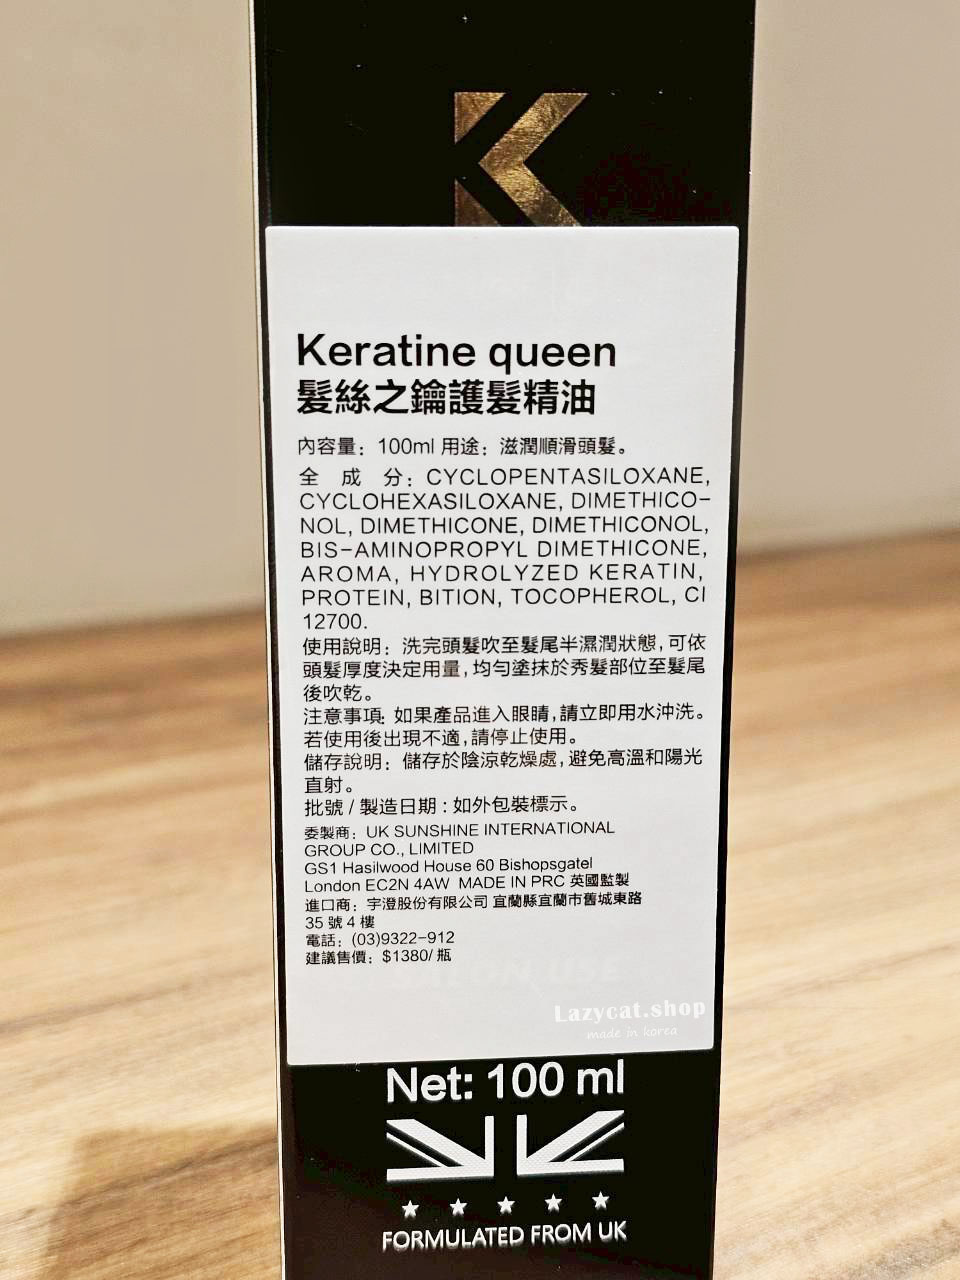 K
Keratine queen
髮絲之鑰護髮精油
內容量：100ml 用途：滋潤順滑頭髮。
全 成 分：CYCLOPENTASILOXANE,
CYCLOHEXASILOXANE, DIMETHICO-
NOL, DIMETHICONE, DIMETHICONOL,
BIS-AMINOPROPYL DIMETHICONE,
AROMA, HYDROLYZED KERATIN,
PROTEIN, BITION, TOCOPHEROL, CI
12700.
使用說明：洗完頭髮吹至髮尾半濕潤狀態,可依
頭髮厚度決定用量,均勻塗抹於秀髮部位至髮尾
後吹乾。
注意事項:如果產品進入眼睛,請立即用水沖洗。
若使用後出現不適,請停止使用。
儲存說明：儲存於陰涼乾燥處,避免高溫和陽光
直射。
批號/製造日期:如外包裝標示。
委製商：UK SUNSHINE INTERNATIONAL
GROUP CO., LIMITED
GS1 Hasilwood House 60 Bishopsgatel
London EC2N 4AW MADE IN PRC 英國監製
進口商：宇澄股份有限公司 宜蘭縣宜蘭市舊城東路
35 號 4 樓
電話：(03)9322-912
建議售價：$1380/瓶
SALON USE
Lazycat.shop
made in korea
Net: 100 ml
FORMULATED FROM UK